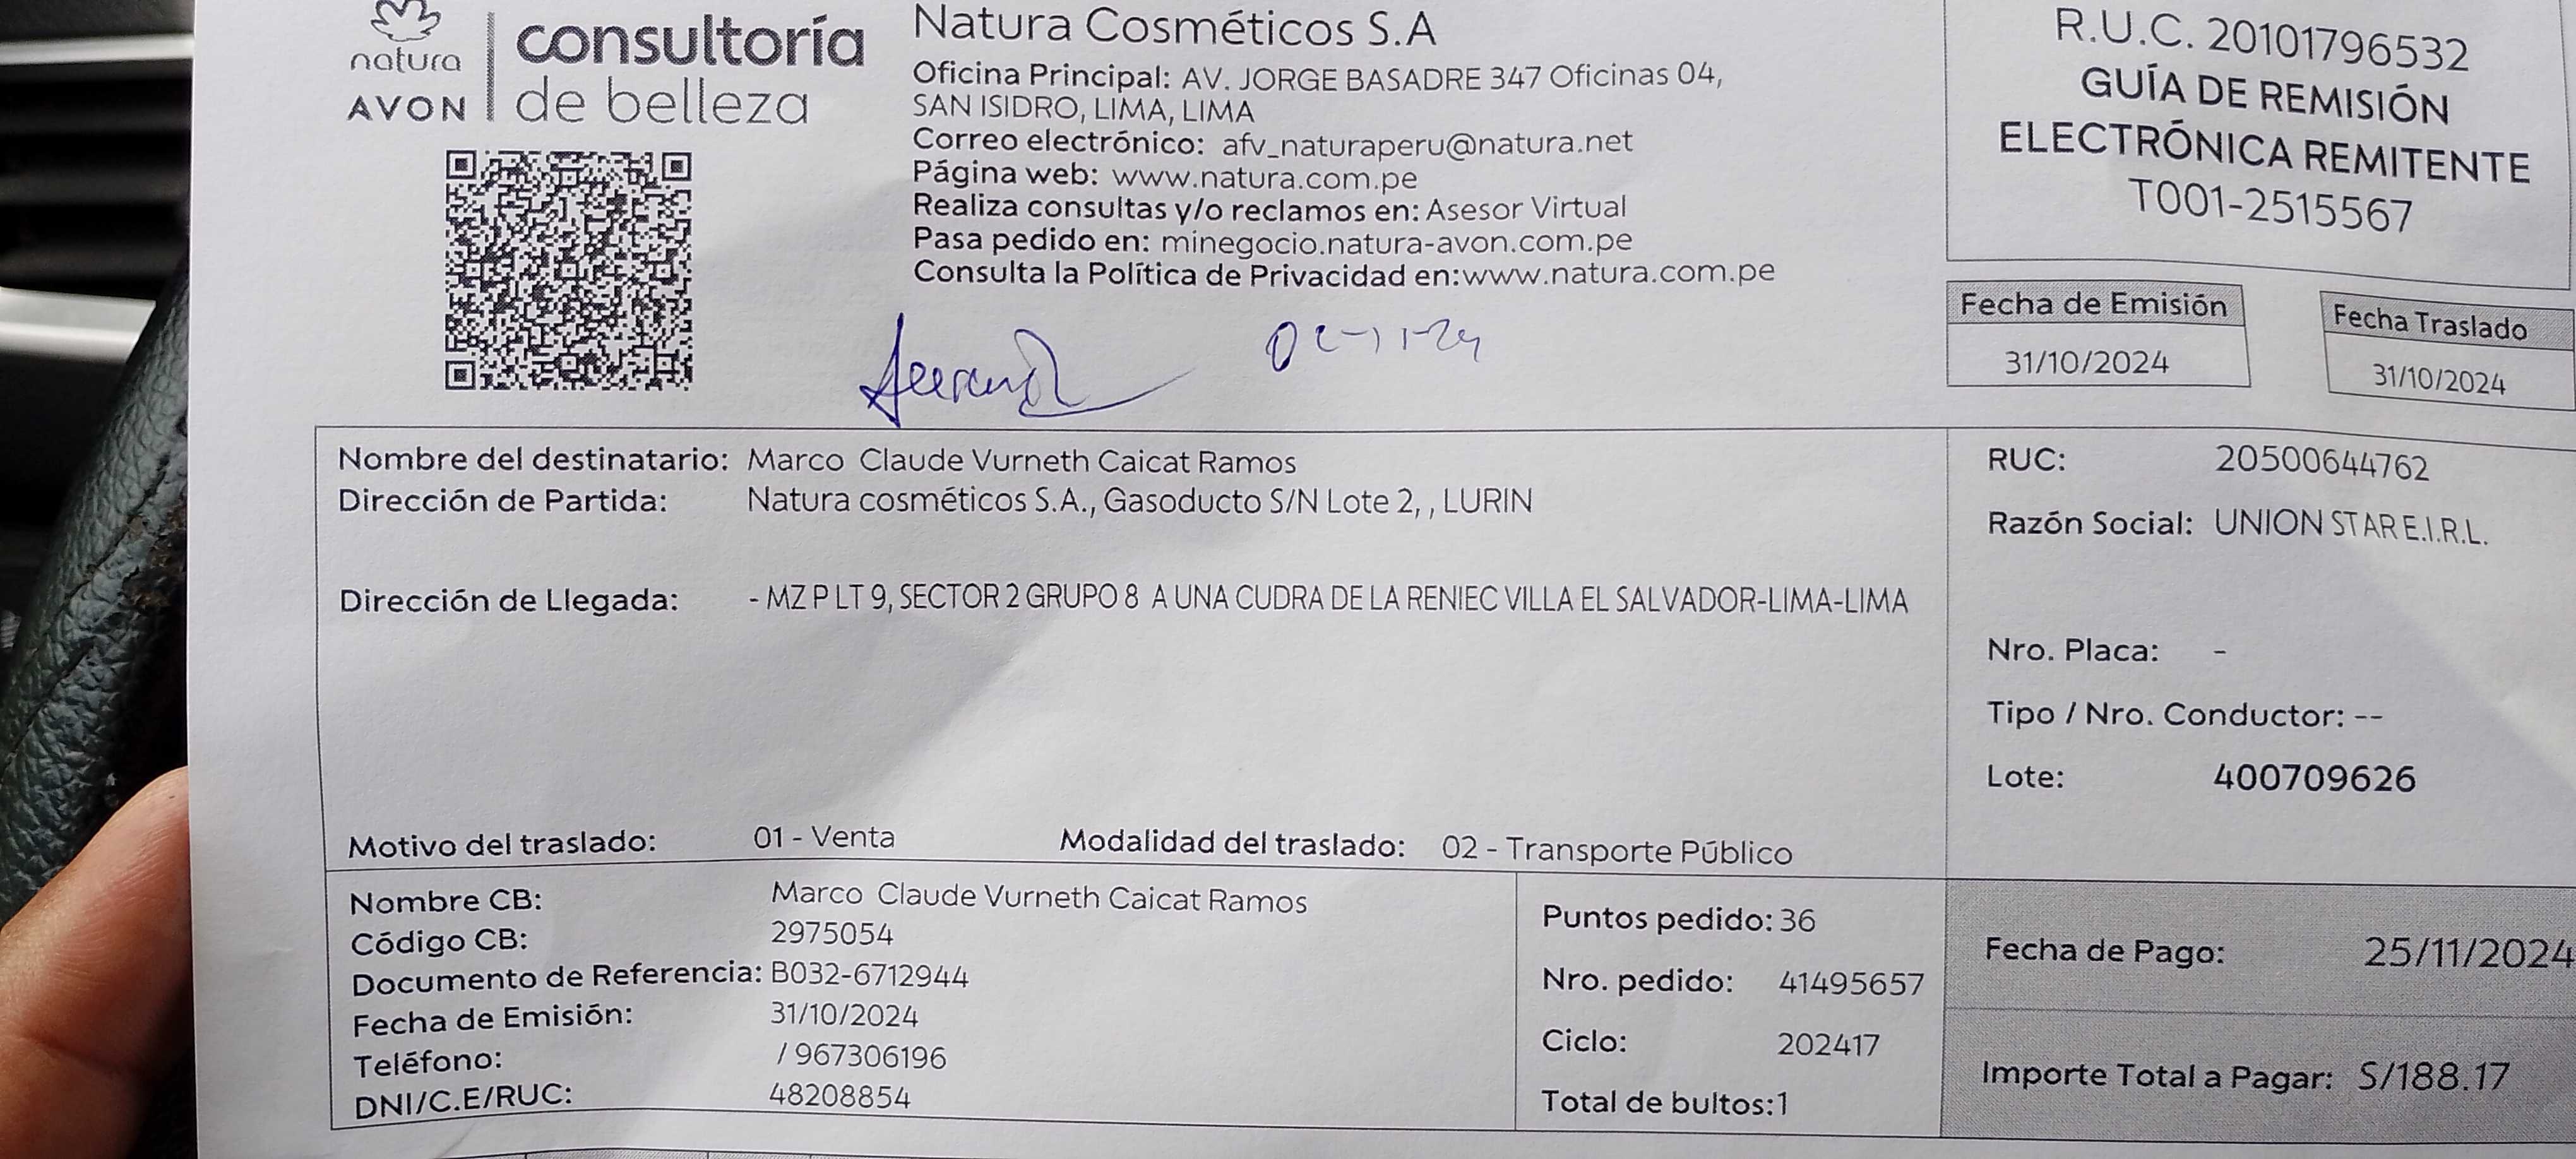 natura
AVON
consultoría
de belleza
Natura Cosméticos S.A
Oficina Principal: AV. JORGE BASADRE 347 Oficinas 04,
SAN ISIDRO, LIMA, LIMA
Correo electrónico: afv_naturaperu@natura.net
Página web: www.natura.com.pe
Realiza consultas y/o reclamos en: Asesor Virtual
Pasa pedido en: minegocio.natura-avon.com.pe
Consulta la Política de Privacidad en:www.natura.com.pe
R.U.C. 20101796532
GUÍA DE REMISIÓN
ELECTRÓNICA REMITENTE
T001-2515567
Fecha de Emisión
31/10/2024
Fecha Traslado
31/10/2024
Nombre del destinatario: Marco Claude Vurneth Caicat Ramos
Dirección de Partida: Natura cosméticos S.A., Gasoducto S/N Lote 2, , LURIN
Dirección de Llegada: - MZ P LT 9, SECTOR 2 GRUPO 8 A UNA CUDRA DE LA RENIEC VILLA EL SALVADOR-LIMA-LIMA
Motivo del traslado: 01 - Venta Modalidad del traslado: 02 - Transporte Público
RUC: 20500644762
Razón Social: UNION STAR E.I.R.L.
Nro. Placa: -
Tipo / Nro. Conductor: --
Lote: 400709626
Nombre CB: Marco Claude Vurneth Caicat Ramos
Código CB: 2975054
Documento de Referencia: B032-6712944
Fecha de Emisión: 31/10/2024
Teléfono: / 967306196
DNI/C.E/RUC: 48208854
Puntos pedido: 36
Nro. pedido: 41495657
Ciclo: 202417
Total de bultos:1
Fecha de Pago: 25/11/2024
Importe Total a Pagar: S/188.17